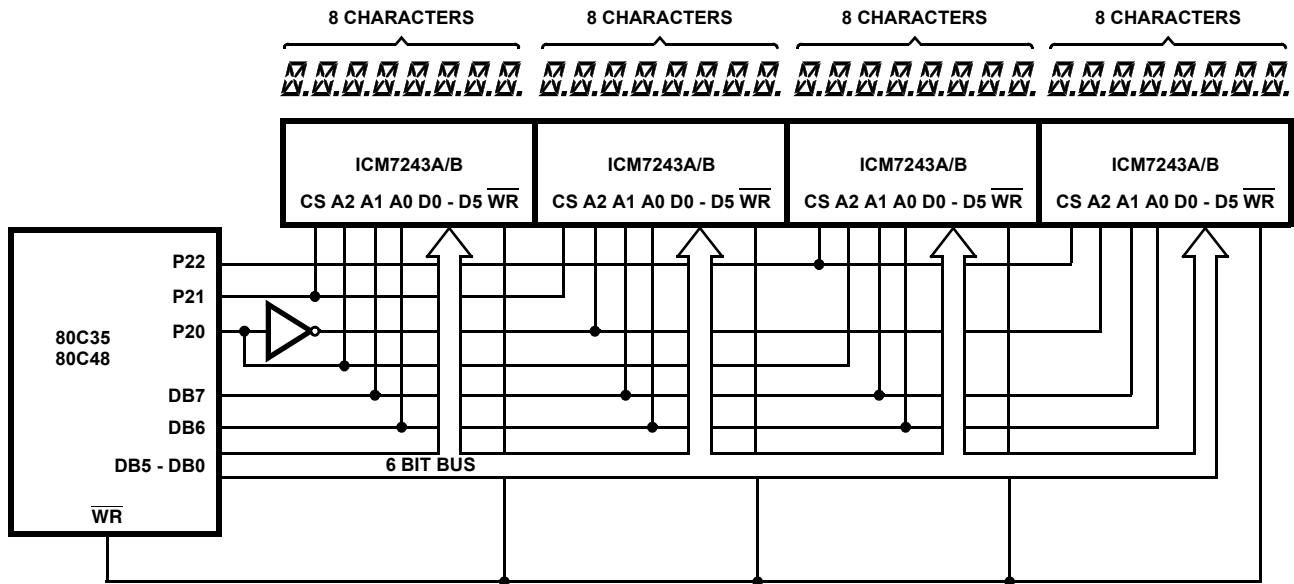 8 CHARACTERS 8 CHARACTERS 8 CHARACTERS 8 CHARACTERS
ICM7243A/B ICM7243A/B ICM7243A/B ICM7243A/B
CS A2 A1 A0 D0 - D5 WR CS A2 A1 A0 D0 - D5 WR CS A2 A1 A0 D0 - D5 WR CS A2 A1 A0 D0 - D5 WR
P22
P21
P20
80C35
80C48
DB7
DB6
DB5 - DB0
6 BIT BUS
WR